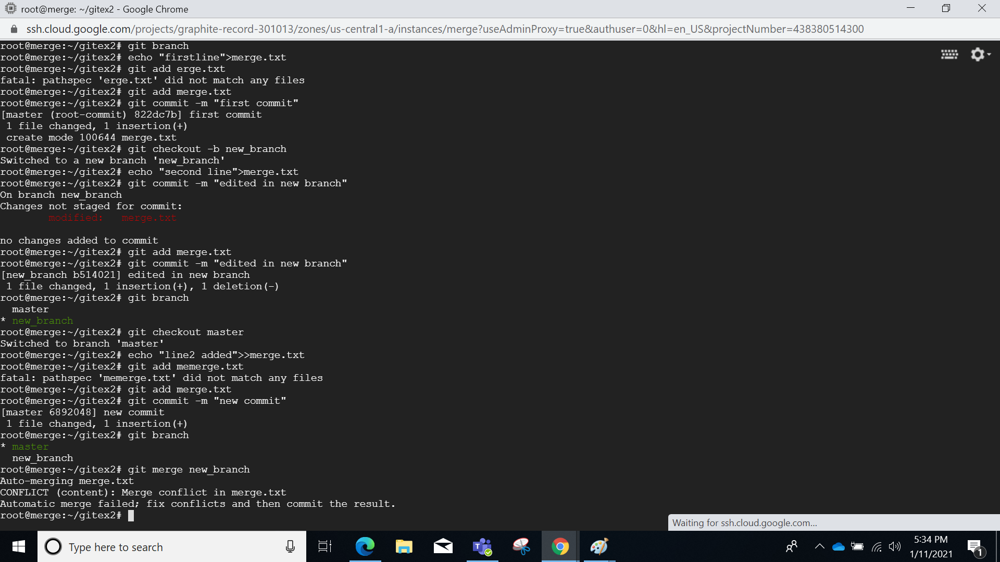 root@merge: ~/gitex2 - Google Chrome
ssh.cloud.google.com/projects/graphite-record-301013/zones/us-central1-a/instances/merge?useAdminProxy=true&authuser=0&hl=en_US&projectNumber=438380514300
root@merge:~/gitex2# git branch
root@merge:~/gitex2# echo "firstline">merge.txt
root@merge:~/gitex2# git add erge.txt
fatal: pathspec 'erge.txt' did not match any files
root@merge:~/gitex2# git add merge.txt
root@merge:~/gitex2# git commit -m "first commit"
[master (root-commit) 822dc7b] first commit
 1 file changed, 1 insertion(+)
 create mode 100644 merge.txt
root@merge:~/gitex2# git checkout -b new_branch
Switched to a new branch 'new_branch'
root@merge:~/gitex2# echo "second line">merge.txt
root@merge:~/gitex2# git commit -m "edited in new branch"
On branch new_branch
Changes not staged for commit:
        modified:   merge.txt
no changes added to commit
root@merge:~/gitex2# git add merge.txt
root@merge:~/gitex2# git commit -m "edited in new branch"
[new_branch b514021] edited in new branch
 1 file changed, 1 insertion(+), 1 deletion(-)
root@merge:~/gitex2# git branch
  master
* new_branch
root@merge:~/gitex2# git checkout master
Switched to branch 'master'
root@merge:~/gitex2# echo "line2 added">>merge.txt
root@merge:~/gitex2# git add memerge.txt
fatal: pathspec 'memerge.txt' did not match any files
root@merge:~/gitex2# git add merge.txt
root@merge:~/gitex2# git commit -m "new commit"
[master 6892048] new commit
 1 file changed, 1 insertion(+)
root@merge:~/gitex2# git branch
* master
  new_branch
root@merge:~/gitex2# git merge new_branch
Auto-merging merge.txt
CONFLICT (content): Merge conflict in merge.txt
Automatic merge failed; fix conflicts and then commit the result.
root@merge:~/gitex2#
Waiting for ssh.cloud.google.com...
Type here to search
T
5:34 PM
1/11/2021
1